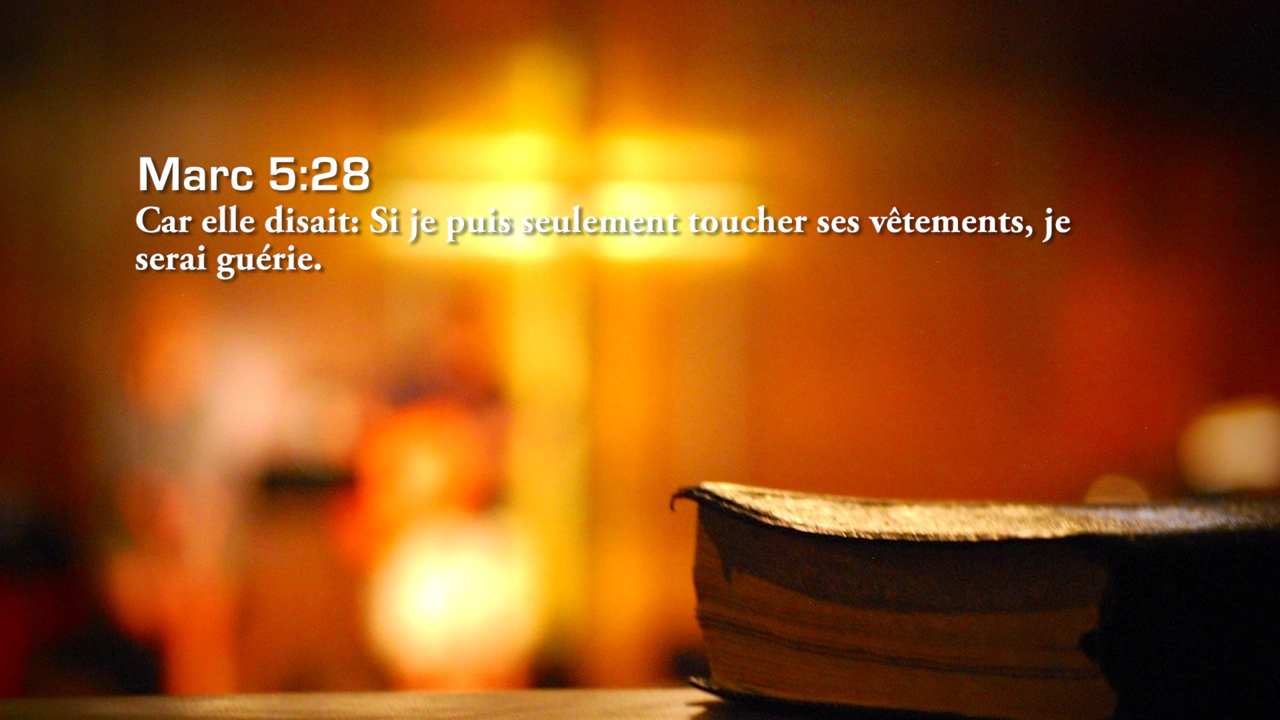 Marc 5:28
Car elle disait: Si je puis seulement toucher ses vêtements, je
serai guérie.